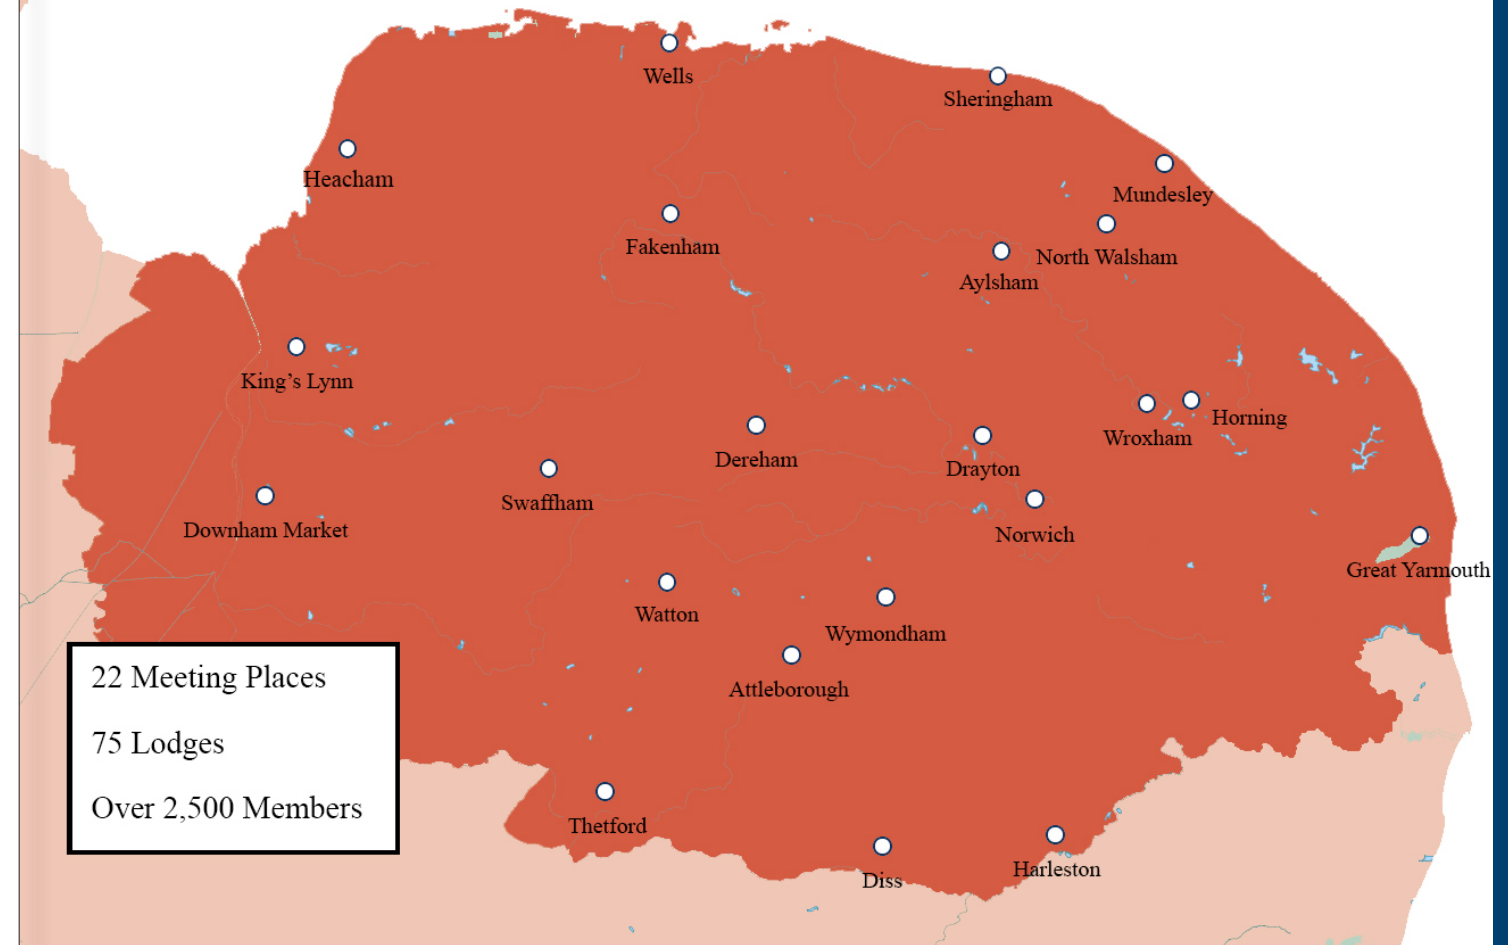 Wells
Sheringham
Heacham
Mundesley
Fakenham
North Walsham
Aylsham
King’s Lynn
Horning
Wroxham
Dereham
Drayton
Swaffham
Downham Market
Norwich
Great Yarmouth
Watton
Wymondham
Attleborough
22 Meeting Places
75 Lodges
Over 2,500 Members
Thetford
Harleston
Diss